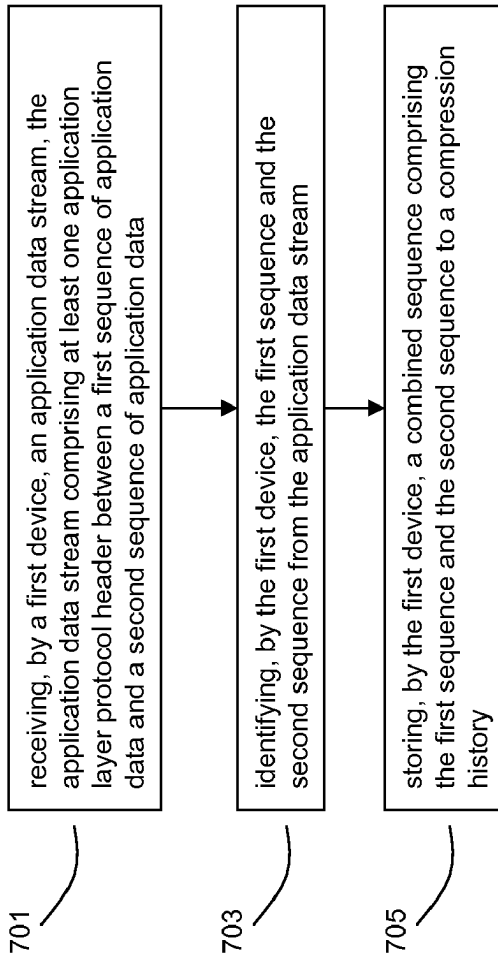 701
receiving, by a first device, an application data stream, the
application data stream comprising at least one application
layer protocol header between a first sequence of application
data and a second sequence of application data
703
identifying, by the first device, the first sequence and the
second sequence from the application data stream
705
storing, by the first device, a combined sequence comprising
the first sequence and the second sequence to a compression
history